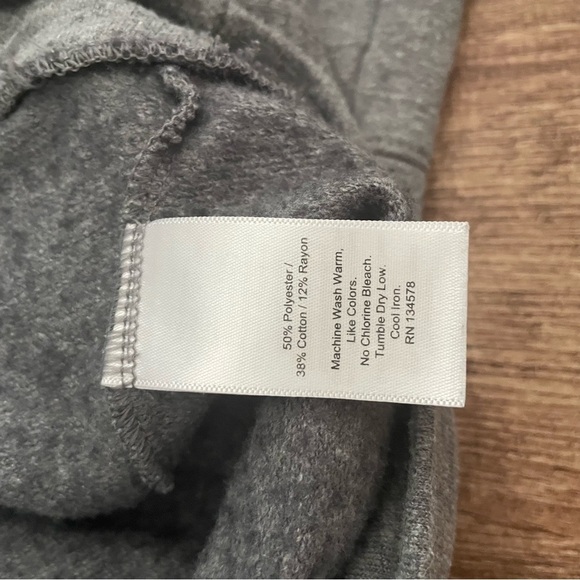 50% Polyester /
38% Cotton / 12% Rayon
Machine Wash Warm,
Like Colors.
No Chlorine Bleach.
Tumble Dry Low.
Cool Iron.
RN 134578